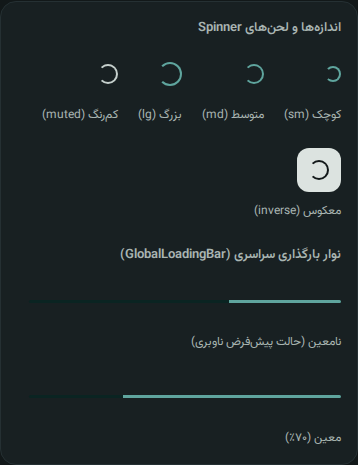 اندازه‌ها و لحن‌های Spinner
کوچک (sm) متوسط (md) بزرگ (lg) کم‌رنگ (muted)
معکوس (inverse)
نوار بارگذاری سراسری (GlobalLoadingBar)
نامعین (حالت پیش‌فرض ناوبری)
معین (۷۰٪)